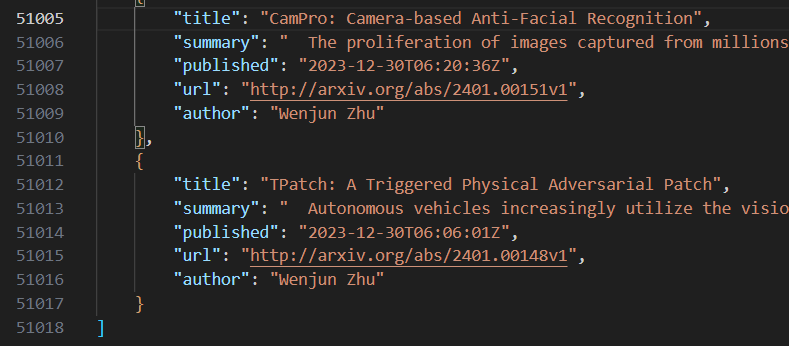 {
51005 "title": "CamPro: Camera-based Anti-Facial Recognition",
51006 "summary": "  The proliferation of images captured from millions
51007 "published": "2023-12-30T06:20:36Z",
51008 "url": "http://arxiv.org/abs/2401.00151v1",
51009 "author": "Wenjun Zhu"
51010 },
51011 {
51012 "title": "TPatch: A Triggered Physical Adversarial Patch",
51013 "summary": "  Autonomous vehicles increasingly utilize the visio
51014 "published": "2023-12-30T06:06:01Z",
51015 "url": "http://arxiv.org/abs/2401.00148v1",
51016 "author": "Wenjun Zhu"
51017 }
51018 ]